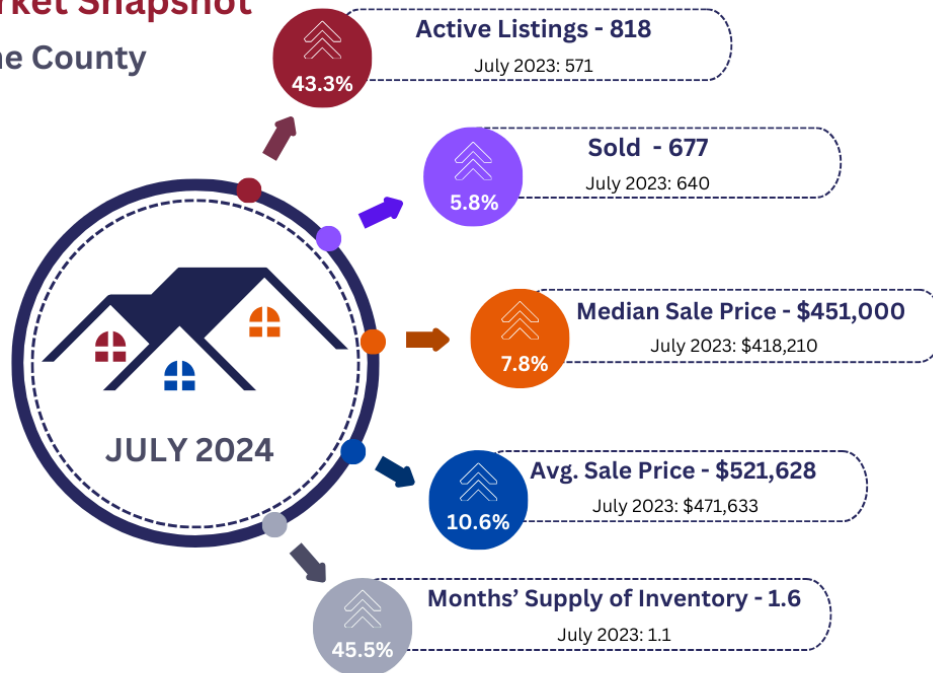 Snapshot
County
Active Listings - 818
July 2023: 571
43.3%
Sold - 677
July 2023: 640
5.8%
Median Sale Price - $451,000
July 2023: $418,210
7.8%
JULY 2024
Avg. Sale Price - $521,628
July 2023: $471,633
10.6%
Months' Supply of Inventory - 1.6
July 2023: 1.1
45.5%